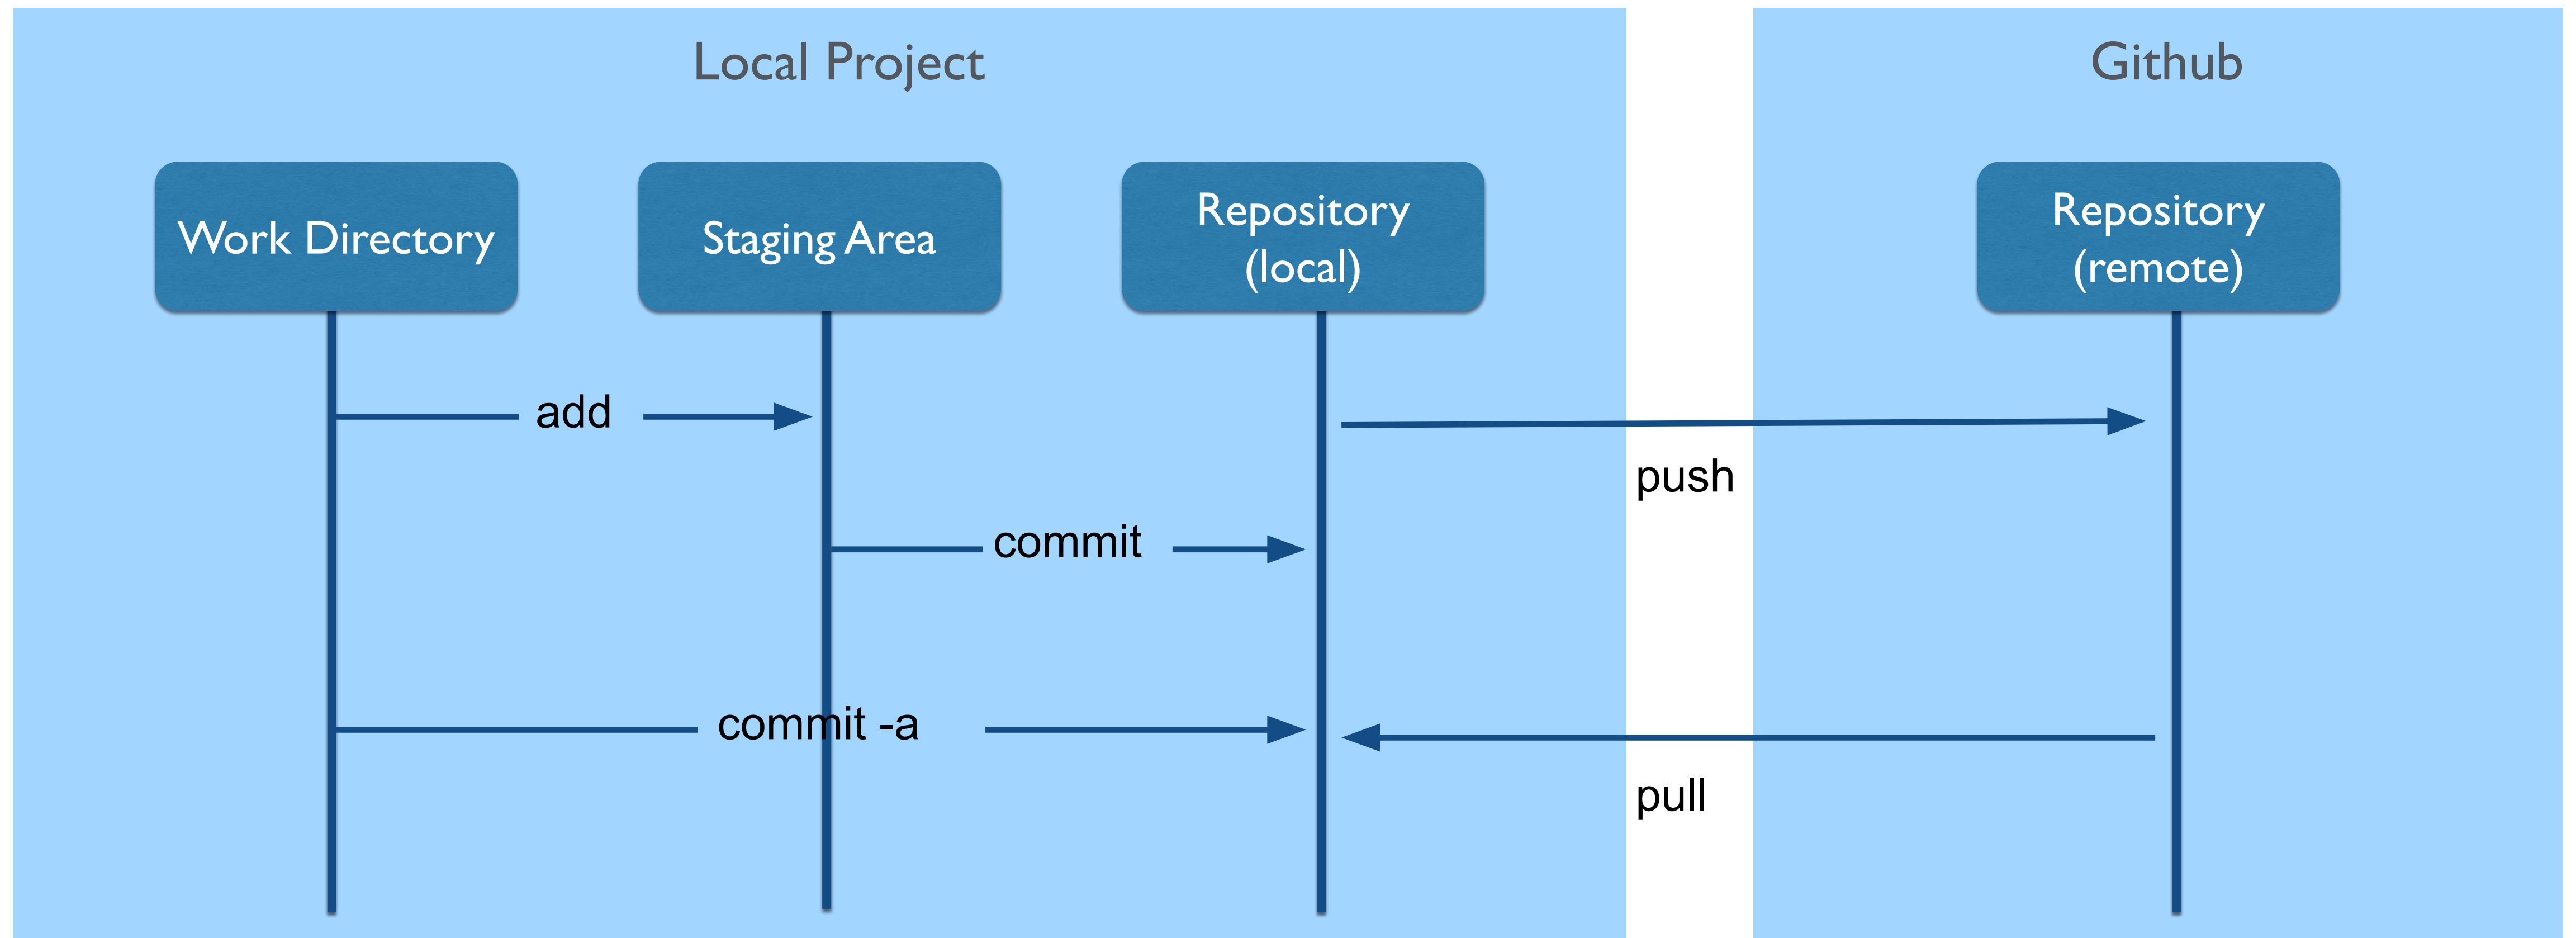 Local Project
Github
Work Directory
Staging Area
Repository
(local)
Repository
(remote)
add
push
commit
commit -a
pull